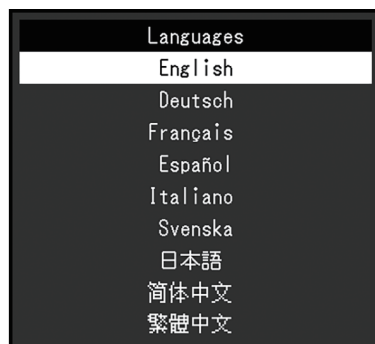 Languages
English
Deutsch
Français
Español
Italiano
Svenska
日本語
简体中文
繁體中文